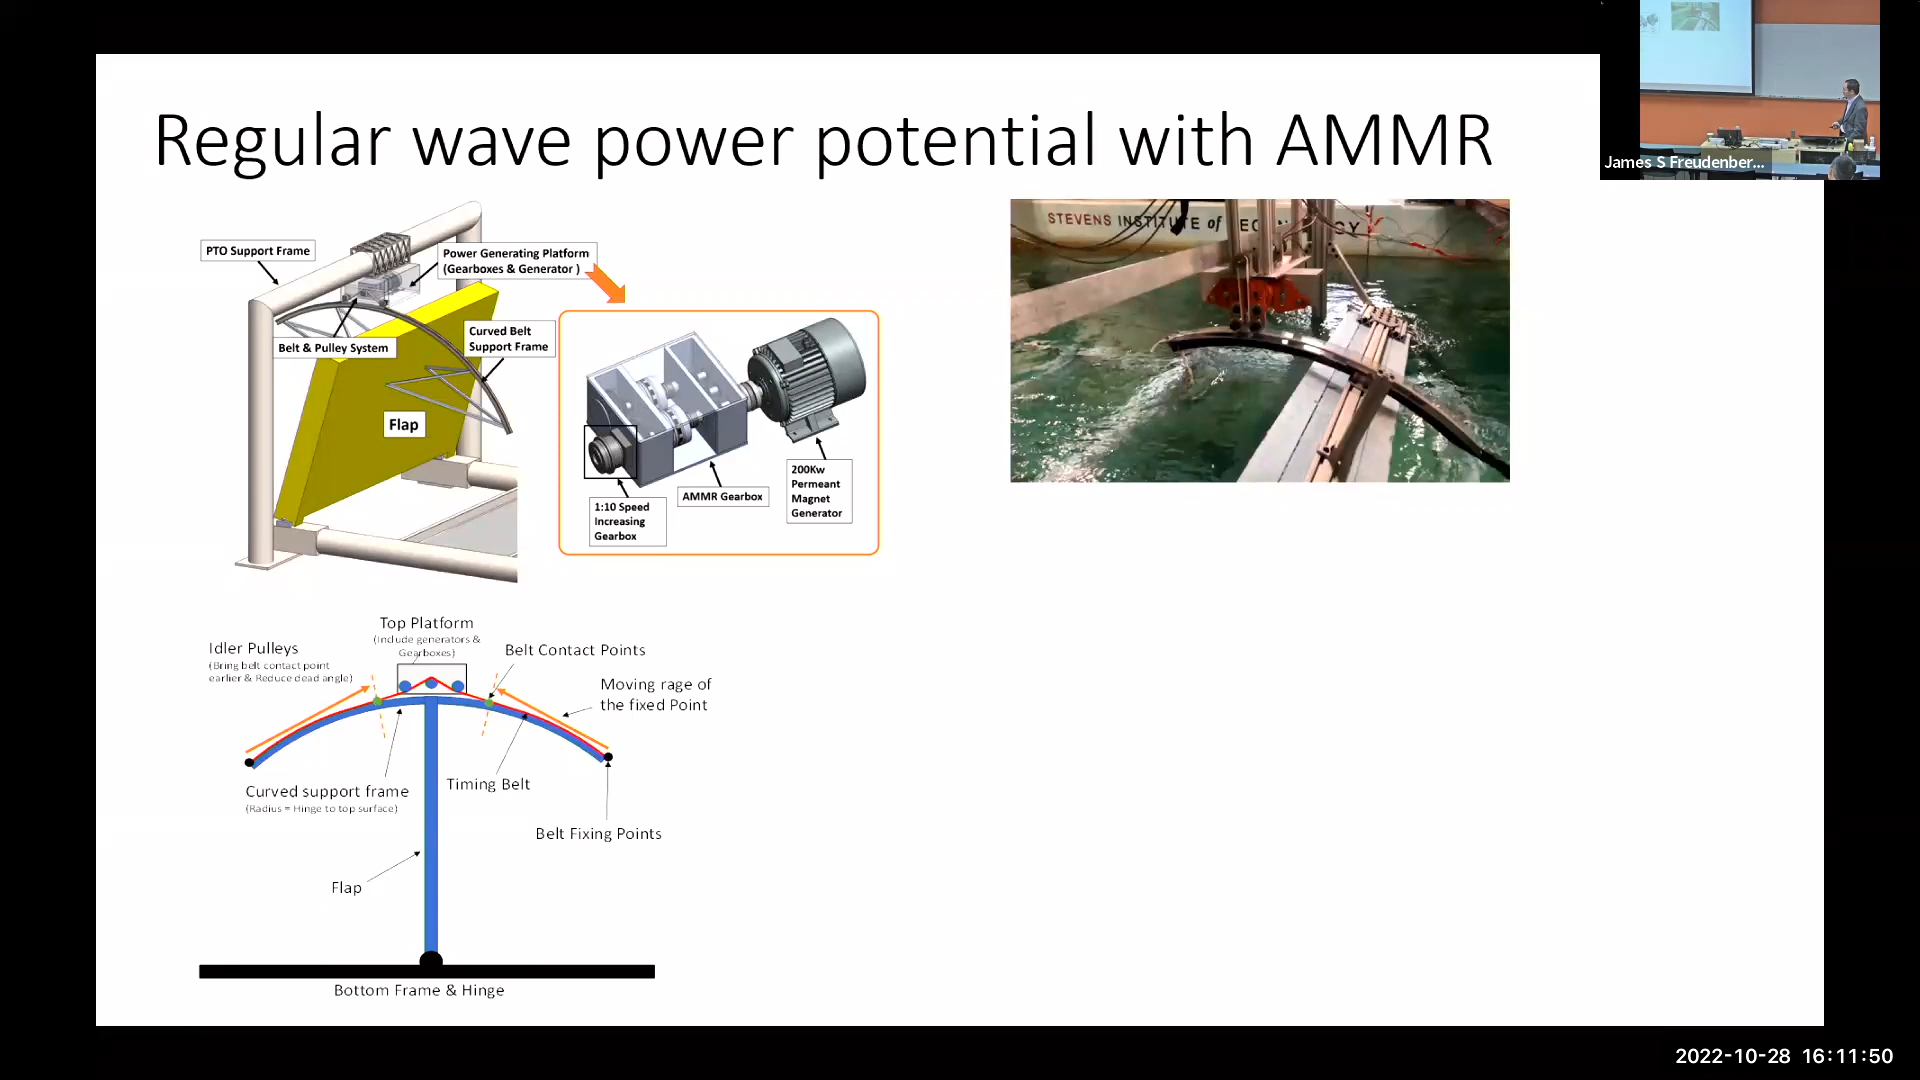 Regular wave power potential with AMMR
James S Freudenber...
PTO Support Frame
Power Generating Platform
(Gearboxes & Generator )
Belt & Pulley System
Curved Belt
Support Frame
Flap
1:10 Speed
Increasing
Gearbox
AMMR Gearbox
200Kw
Permeant
Magnet
Generator
STEVENS INSTITUTE of
Top Platform
(Include generators &
Gearboxes)
Idler Pulleys
(Bring belt contact point
earlier & Reduce dead angle)
Belt Contact Points
Moving rage of
the fixed Point
Curved support frame
(Radius = Hinge to top surface)
Timing Belt
Belt Fixing Points
Flap
Bottom Frame & Hinge
2022-10-28 16:11:50